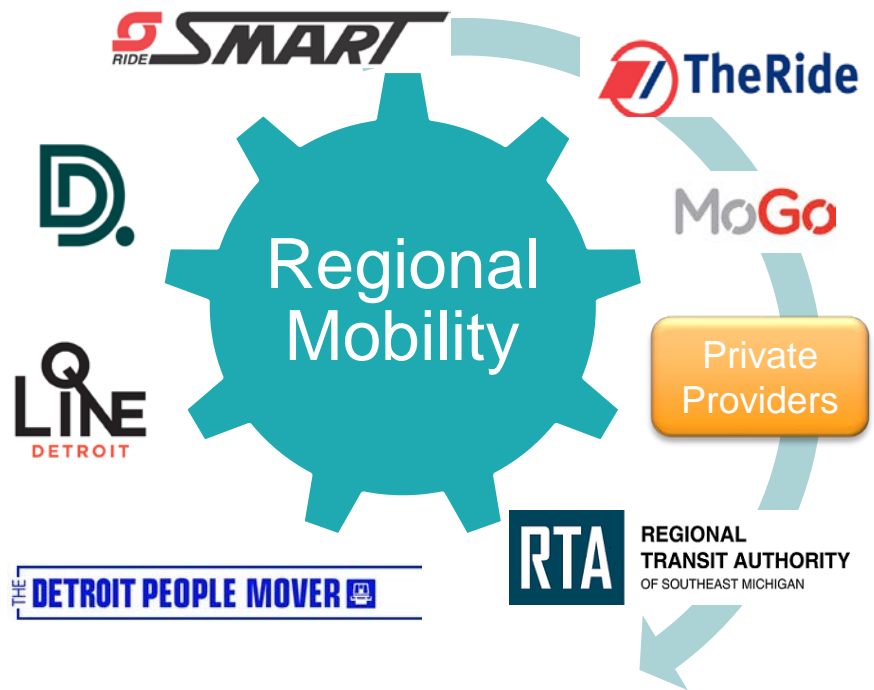 RIDE SMART
TheRide
D.
MoGo
Regional
Mobility
Private
Providers
QLINE
DETROIT
RTA
REGIONAL
TRANSIT AUTHORITY
OF SOUTHEAST MICHIGAN
THE DETROIT PEOPLE MOVER